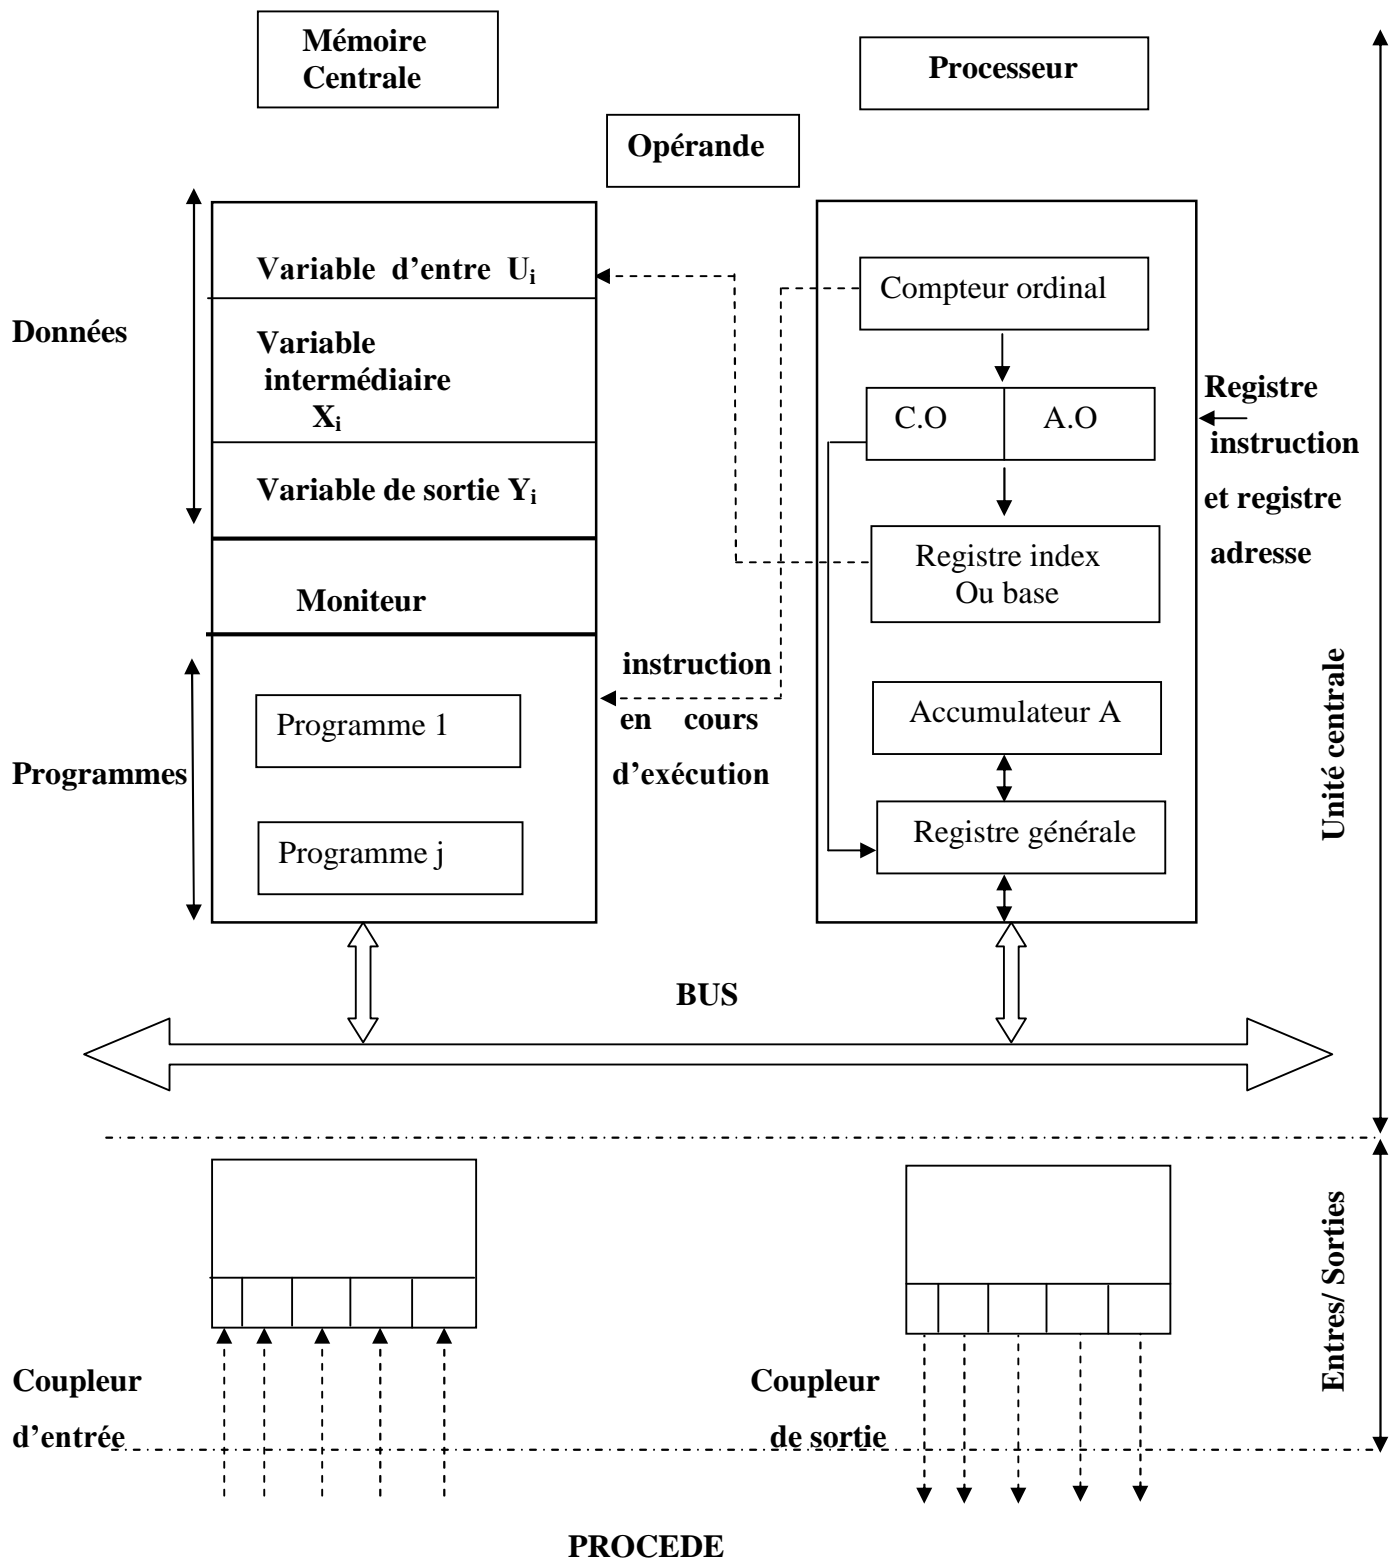 Mémoire
Centrale
Processeur
Opérande
Données
Variable d’entre Ui
Variable
intermédiaire
Xi
Variable de sortie Yi
Moniteur
Programmes
Programme 1
Programme j
instruction
en cours
d’exécution
Compteur ordinal
C.O
A.O
Registre index
Ou base
Accumulateur A
Registre générale
Registre
instruction
et registre
adresse
Unité centrale
BUS
Entres/ Sorties
Coupleur
d’entrée
Coupleur
de sortie
PROCEDE